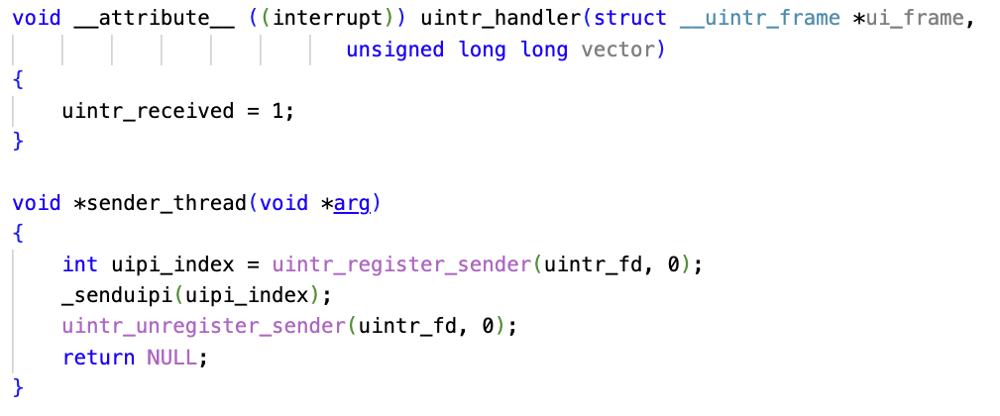 void __attribute__ ((interrupt)) uintr_handler(struct __uintr_frame *ui_frame,
                           unsigned long long vector)
{
    uintr_received = 1;
}

void *sender_thread(void *arg)
{
    int uipi_index = uintr_register_sender(uintr_fd, 0);
    _senduipi(uipi_index);
    uintr_unregister_sender(uintr_fd, 0);
    return NULL;
}